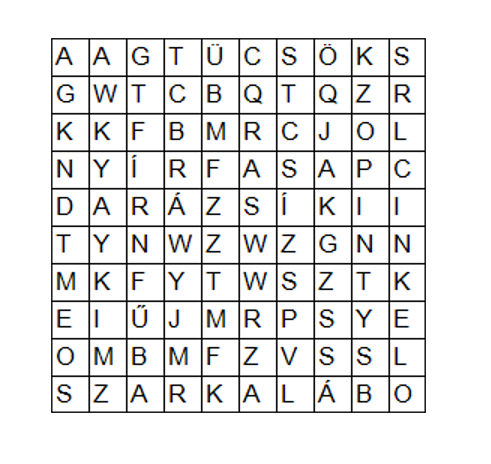 A A G T Ü C S Ö K S
G W T C B Q T Q Z R
K K F B M R C J O L
N Y Í R F A S A P C
D A R Á Z S Í K I I
T Y N W Z W Z G N N
M K F Y T W S Z T K
E I Ű J M R P S Y E
O M B M F Z V S S L
S Z A R K A L Á B O